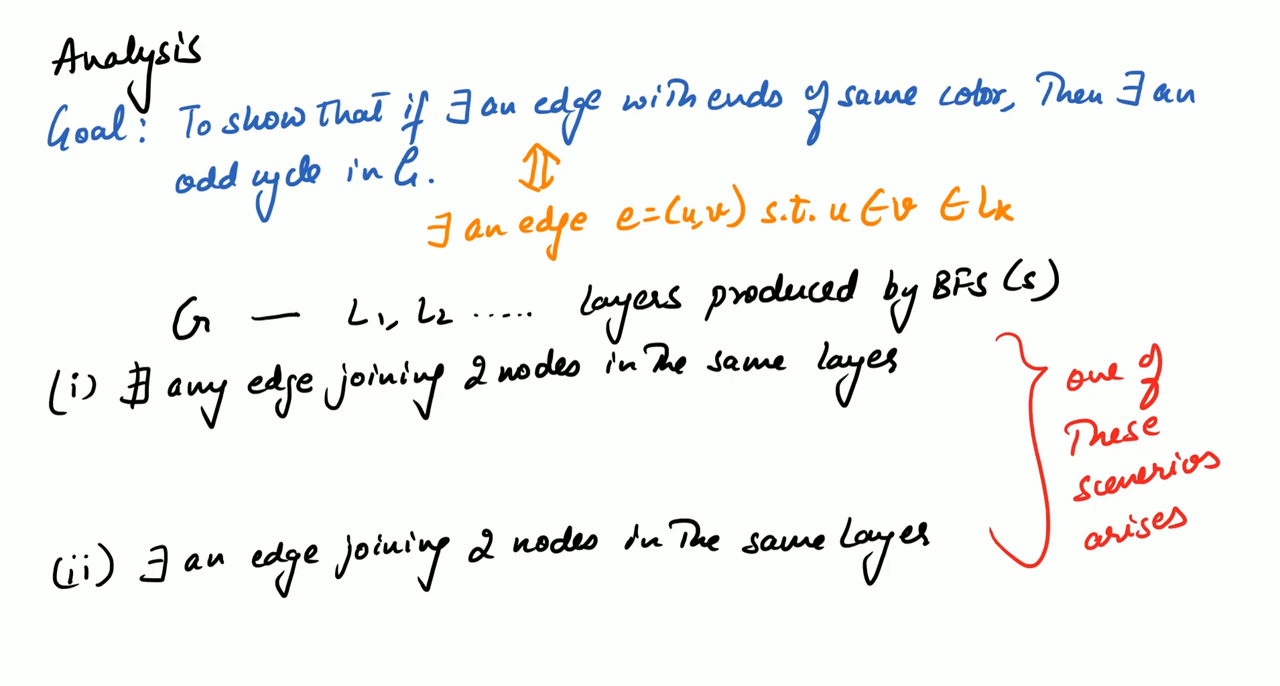 Analysis
Goal: To show that if ∃ an edge with ends of same color, Then ∃ an
odd cycle in G.
⇕
∃ an edge e=(u,v) s.t. u ∈ v ∈ Lk
G — L1, L2 ..... layers produced by BFS (s)
(i) ∄ any edge joining 2 nodes in The same layer
one of
These
scenerios
arises
(ii) ∃ an edge joining 2 nodes in The same Layer